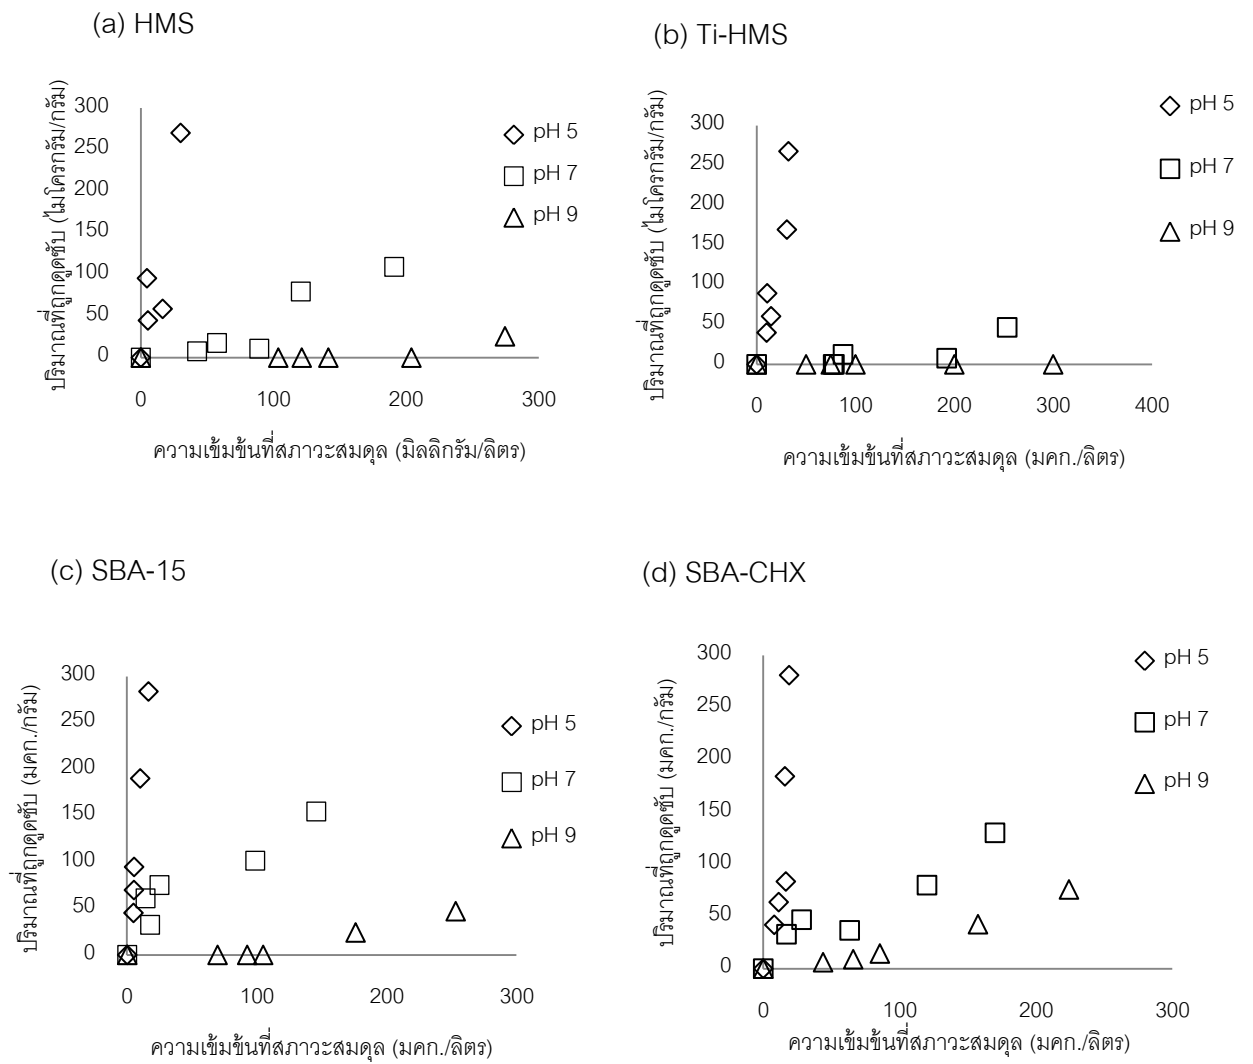 (a) HMS
ปริมาณที่ถูกดูดซับ (ไมโครกรัม/กรัม)
300
250
200
150
100
50
0
0 100 200 300
ความเข้มข้นที่สภาวะสมดุล (มิลลิกรัม/ลิตร)
pH 5
pH 7
pH 9
(b) Ti-HMS
ปริมาณที่ถูกดูดซับ (ไมโครกรัม/กรัม)
300
250
200
150
100
50
0
0 100 200 300 400
ความเข้มข้นที่สภาวะสมดุล (มคก./ลิตร)
pH 5
pH 7
pH 9
(c) SBA-15
ปริมาณที่ถูกดูดซับ (มคก./กรัม)
300
250
200
150
100
50
0
0 100 200 300
ความเข้มข้นที่สภาวะสมดุล (มคก./ลิตร)
pH 5
pH 7
pH 9
(d) SBA-CHX
ปริมาณที่ถูกดูดซับ (มคก./กรัม)
300
250
200
150
100
50
0
0 100 200 300
ความเข้มข้นที่สภาวะสมดุล (มคก./ลิตร)
pH 5
pH 7
pH 9